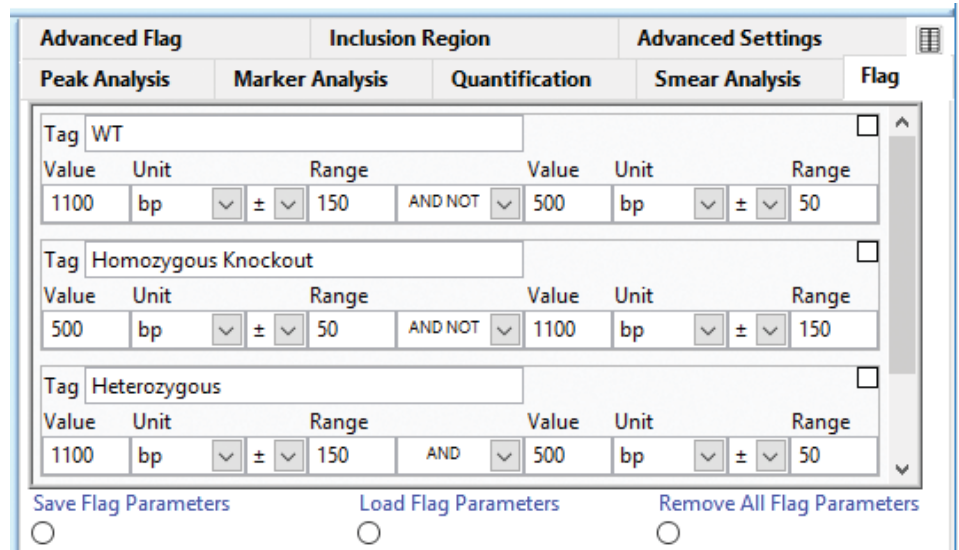 Advanced Flag Inclusion Region Advanced Settings
Peak Analysis Marker Analysis Quantification Smear Analysis Flag
Tag WT
Value Unit Range Value Unit Range
1100 bp ± 150 AND NOT 500 bp ± 50
Tag Homozygous Knockout
Value Unit Range Value Unit Range
500 bp ± 50 AND NOT 1100 bp ± 150
Tag Heterozygous
Value Unit Range Value Unit Range
1100 bp ± 150 AND 500 bp ± 50
Save Flag Parameters Load Flag Parameters Remove All Flag Parameters